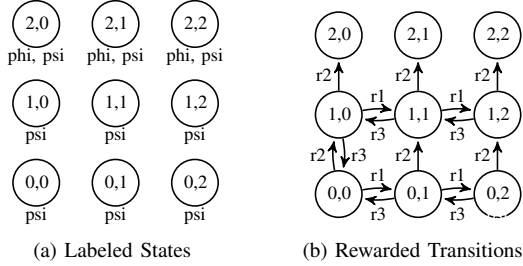 2,0 2,1 2,2
phi, psi phi, psi phi, psi
1,0 1,1 1,2
psi psi psi
0,0 0,1 0,2
psi psi psi
(a) Labeled States
2,0 2,1 2,2
r2 r2 r2
r1 r1
1,0 1,1 1,2
r3 r3
r2 r3 r2 r2
r1 r1
0,0 0,1 0,2
r3 r3
(b) Rewarded Transitions